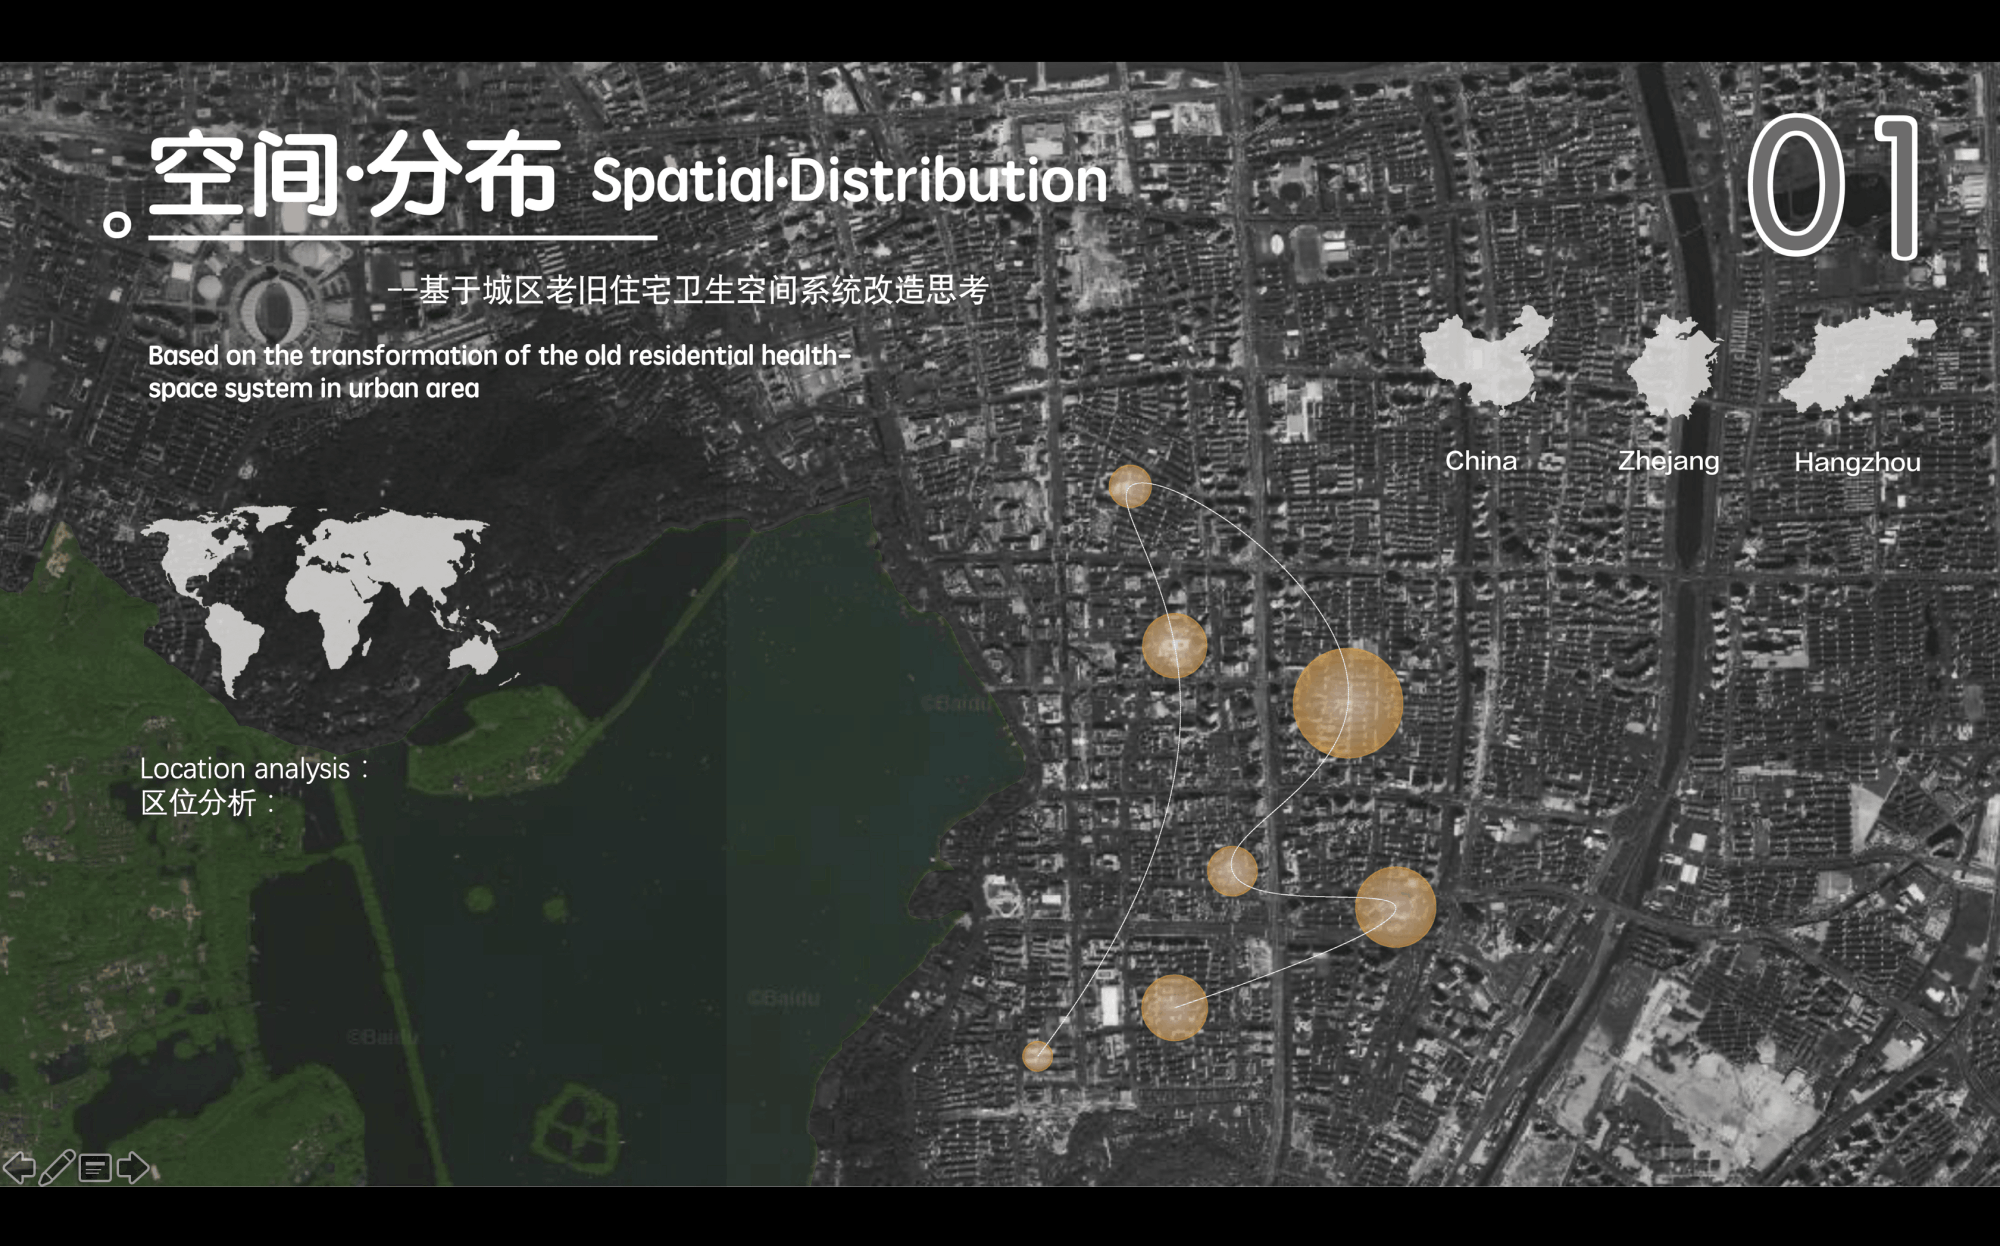 空间·分布 Spatial·Distribution
01
--基于城区老旧住宅卫生空间系统改造思考
Based on the transformation of the old residential health-
space system in urban area
China
Zhejang
Hangzhou
©Baidu
Location analysis：
区位分析：
©Baidu
©Baidu